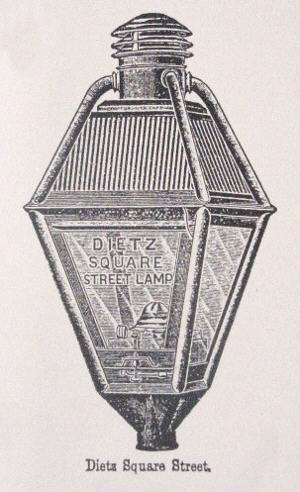 DIETZ
SQUARE
STREET LAMP
Dietz Square Street.